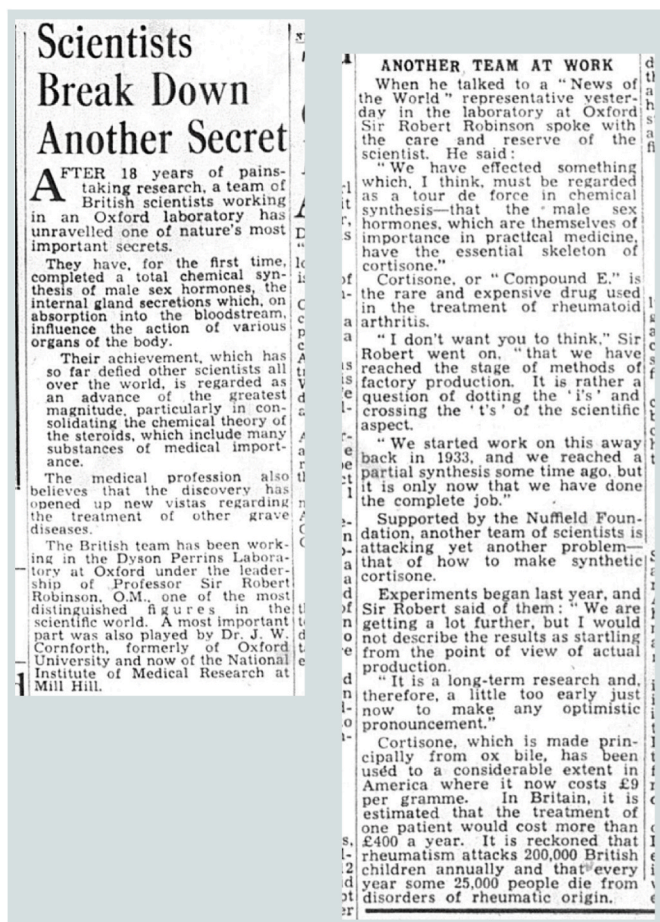 Scientists
Break Down
Another Secret
AFTER 18 years of pains-
taking research, a team of
British scientists working
in an Oxford laboratory has
unravelled one of nature's most
important secrets.
They have, for the first time,
completed a total chemical syn-
thesis of male sex hormones, the
internal gland secretions which, on
absorption into the bloodstream,
influence the action of various
organs of the body.
Their achievement, which has
so far defied other scientists all
over the world, is regarded as
an advance of the greatest
magnitude, particularly in con-
solidating the chemical theory of
the steroids, which include many
substances of medical import-
ance.
The medical profession also
believes that the discovery has
opened up new vistas regarding
the treatment of other grave
diseases.
The British team has been work-
ing in the Dyson Perrins Labora-
tory at Oxford under the leader-
ship of Professor Sir Robert
Robinson, O.M., one of the most
distinguished figures in the
scientific world. A most important
part was also played by Dr. J. W.
Cornforth, formerly of Oxford
University and now of the National
Institute of Medical Research at
Mill Hill.
ANOTHER TEAM AT WORK
When he talked to a "News of
the World" representative yester-
day in the laboratory at Oxford
Sir Robert Robinson spoke with
the care and reserve of the
scientist. He said:
"We have effected something
which, I think, must be regarded
as a tour de force in chemical
synthesis—that the male sex
hormones, which are themselves of
importance in practical medicine,
have the essential skeleton of
cortisone."
Cortisone, or "Compound E," is
the rare and expensive drug used
in the treatment of rheumatoid
arthritis.
"I don't want you to think," Sir
Robert went on, "that we have
reached the stage of methods of
factory production. It is rather a
question of dotting the 'i's' and
crossing the 't's' of the scientific
aspect.
"We started work on this away
back in 1933, and we reached a
partial synthesis some time ago, but
it is only now that we have done
the complete job."
Supported by the Nuffield Foun-
dation, another team of scientists is
attacking yet another problem—
that of how to make synthetic
cortisone.
Experiments began last year, and
Sir Robert said of them: "We are
getting a lot further, but I would
not describe the results as startling
from the point of view of actual
production.
"It is a long-term research and,
therefore, a little too early just
now to make any optimistic
pronouncement."
Cortisone, which is made prin-
cipally from ox bile, has been
used to a considerable extent in
America where it now costs £9
per gramme. In Britain, it is
estimated that the treatment of
one patient would cost more than
£400 a year. It is reckoned that
rheumatism attacks 200,000 British
children annually and that every
year some 25,000 people die from
disorders of rheumatic origin.